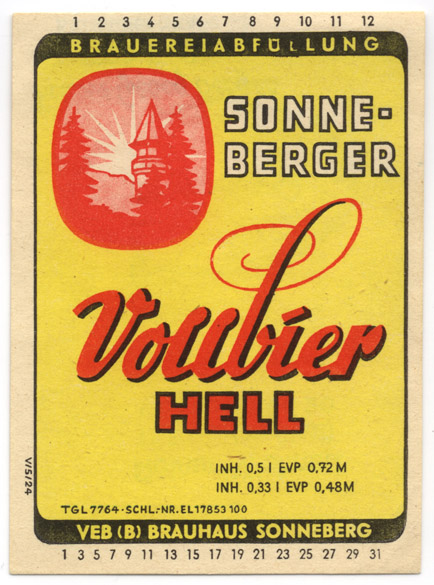 1 2 3 4 5 6 7 8 9 10 11 12
BRAUEREIABFÜLLUNG
SONNE-
BERGER
Vollbier
HELL
INH. 0,5 l EVP 0,72 M
INH. 0,33 l EVP 0,48 M
V/5/24
TGL 7764 · SCHL.-NR. EL 17853 100
VEB (B) BRAUHAUS SONNEBERG
1 3 5 7 9 11 13 15 17 19 21 23 25 27 29 31